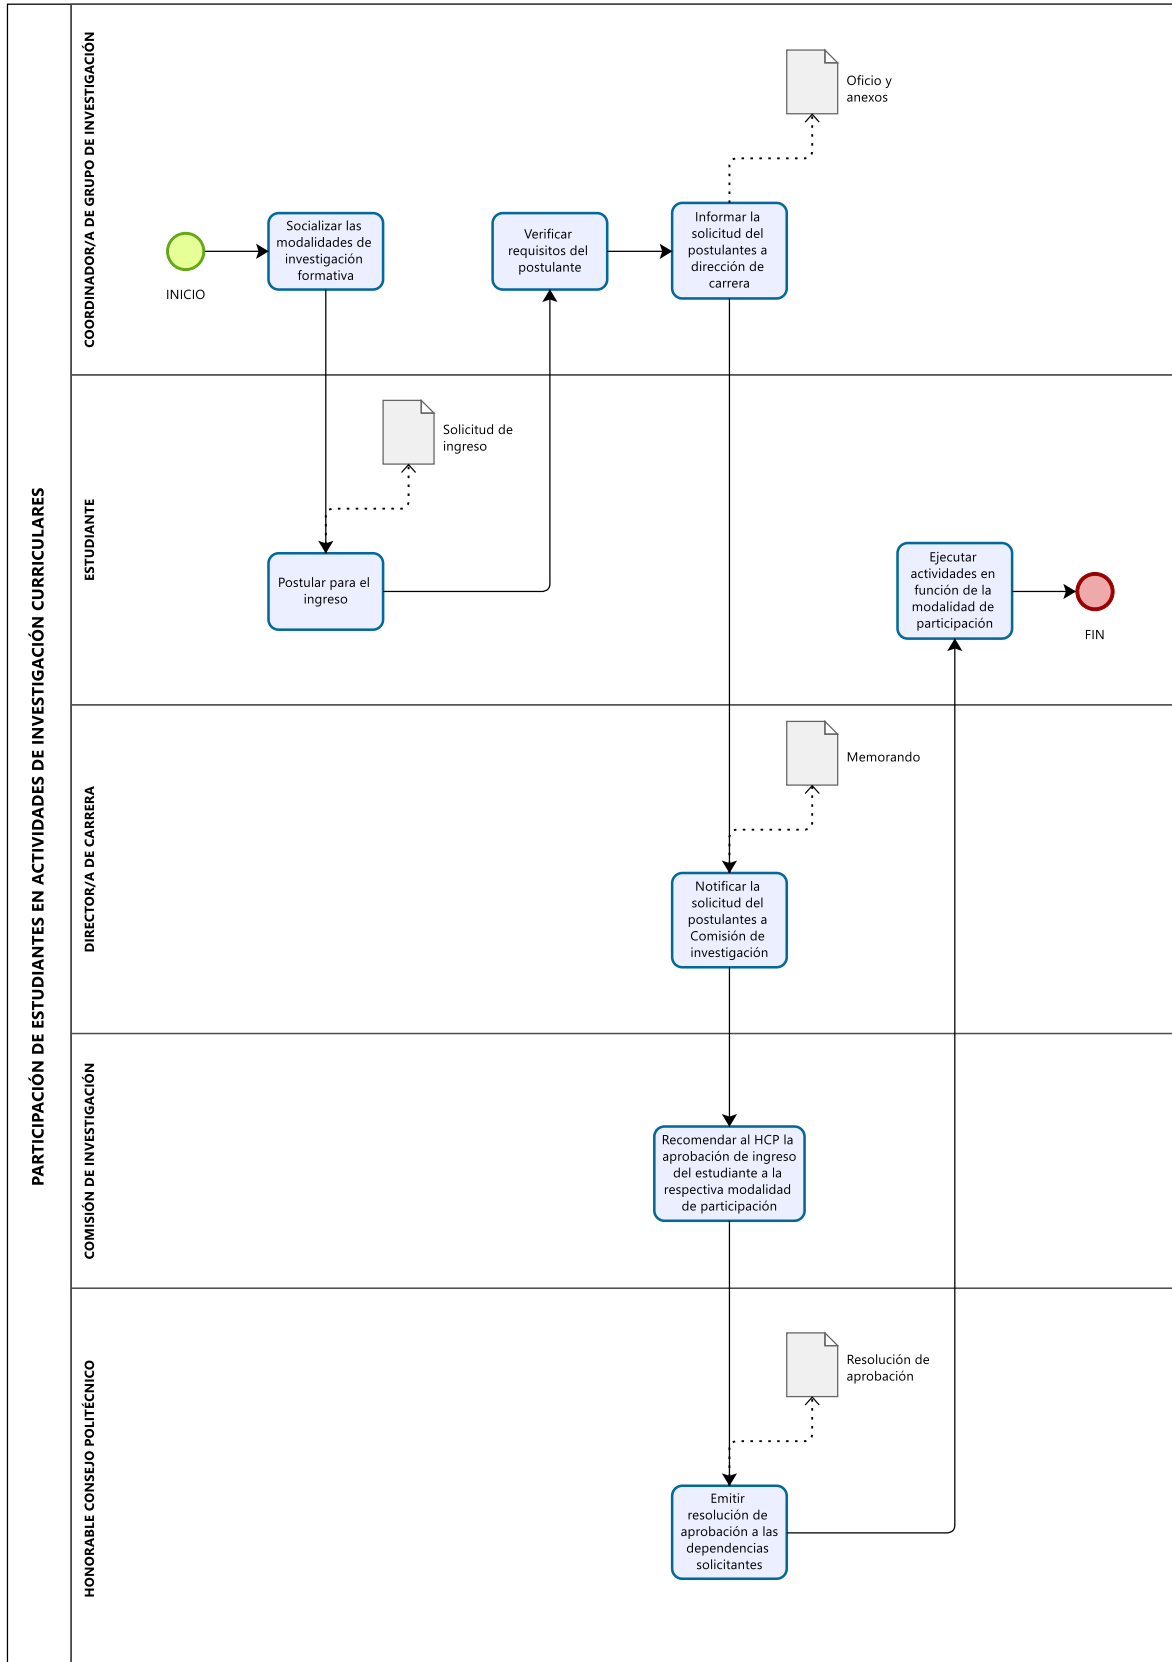 PARTICIPACIÓN DE ESTUDIANTES EN ACTIVIDADES DE INVESTIGACIÓN CURRICULARES
COORDINADOR/A DE GRUPO DE INVESTIGACIÓN
INICIO
Socializar las
modalidades de
investigación
formativa
Verificar
requisitos del
postulante
Informar la
solicitud del
postulantes a
dirección de
carrera
Oficio y
anexos
ESTUDIANTE
Solicitud de
ingreso
Postular para el
ingreso
Ejecutar
actividades en
función de la
modalidad de
participación
FIN
DIRECTOR/A DE CARRERA
Memorando
Notificar la
solicitud del
postulantes a
Comisión de
investigación
COMISIÓN DE INVESTIGACIÓN
Recomendar al HCP la
aprobación de ingreso
del estudiante a la
respectiva modalidad
de participación
HONORABLE CONSEJO POLITÉCNICO
Resolución de
aprobación
Emitir
resolución de
aprobación a las
dependencias
solicitantes